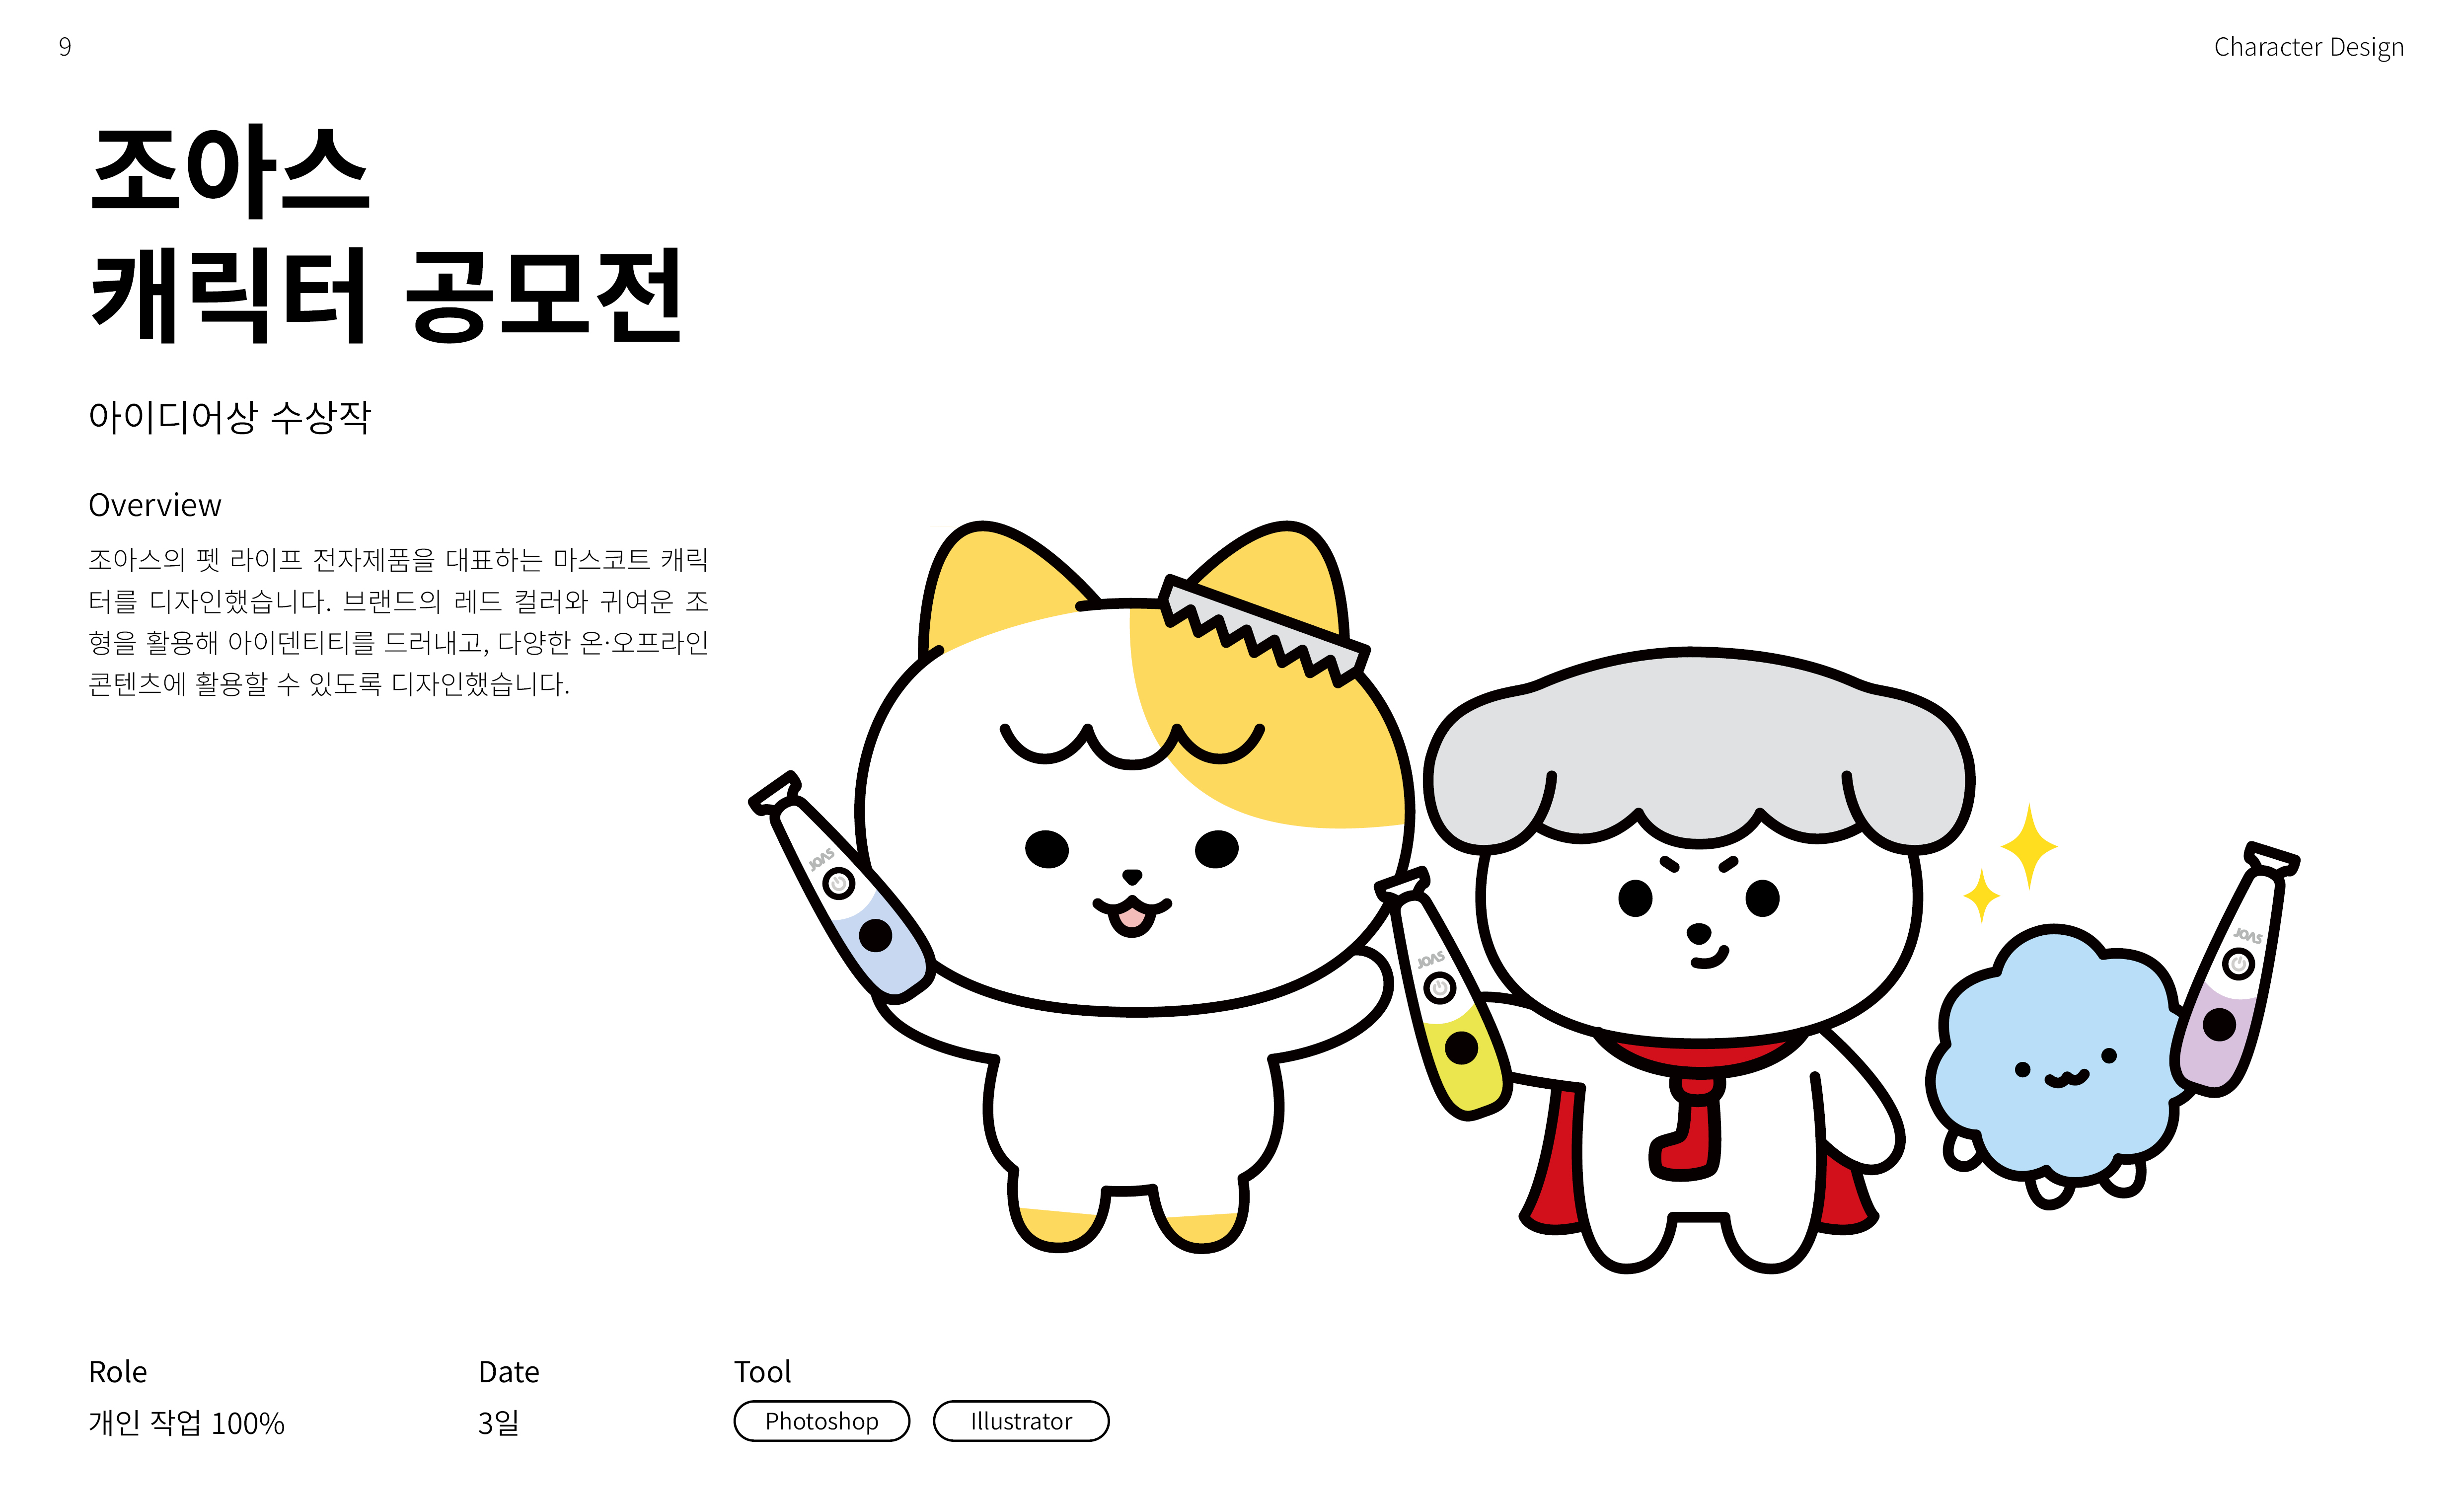 9
Character Design
조아스
캐릭터 공모전
아이디어상 수상작
Overview
조아스의 펫 라이프 전자제품을 대표하는 마스코트 캐릭
터를 디자인했습니다. 브랜드의 레드 컬러와 귀여운 조
형을 활용해 아이덴티티를 드러내고, 다양한 온·오프라인
콘텐츠에 활용할 수 있도록 디자인했습니다.
JOAS
JOAS
JOAS
Role
개인 작업 100%
Date
3일
Tool
Photoshop
Illustrator